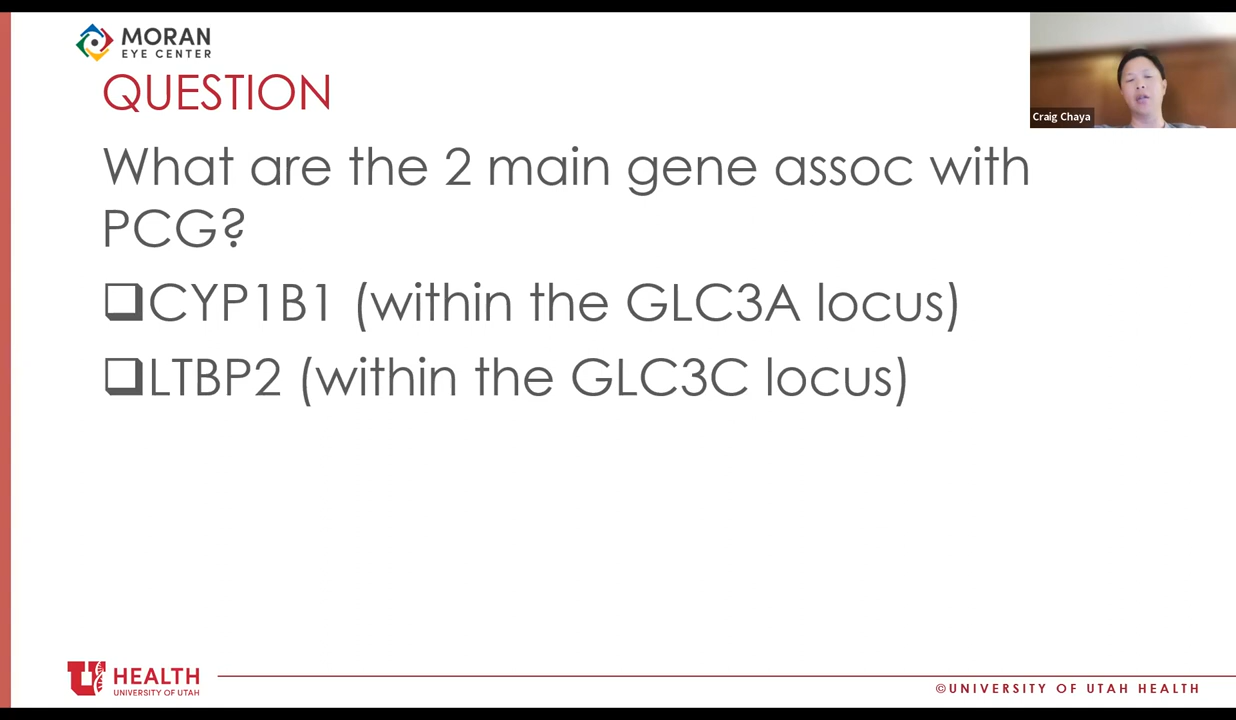 MORAN
EYE CENTER
QUESTION
Craig Chaya
What are the 2 main gene assoc with
PCG?
❑CYP1B1 (within the GLC3A locus)
❑LTBP2 (within the GLC3C locus)
U HEALTH
UNIVERSITY OF UTAH
©UNIVERSITY OF UTAH HEALTH